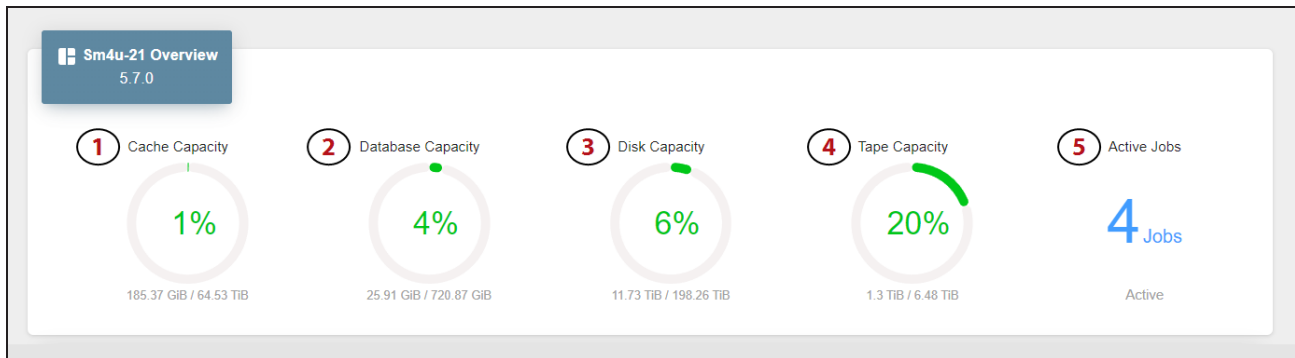 Sm4u-21 Overview
5.7.0
1 Cache Capacity
2 Database Capacity
3 Disk Capacity
4 Tape Capacity
5 Active Jobs
1%
4%
6%
20%
4 Jobs
185.37 GiB / 64.53 TiB
25.91 GiB / 720.87 GiB
11.73 TiB / 198.26 TiB
1.3 TiB / 6.48 TiB
Active